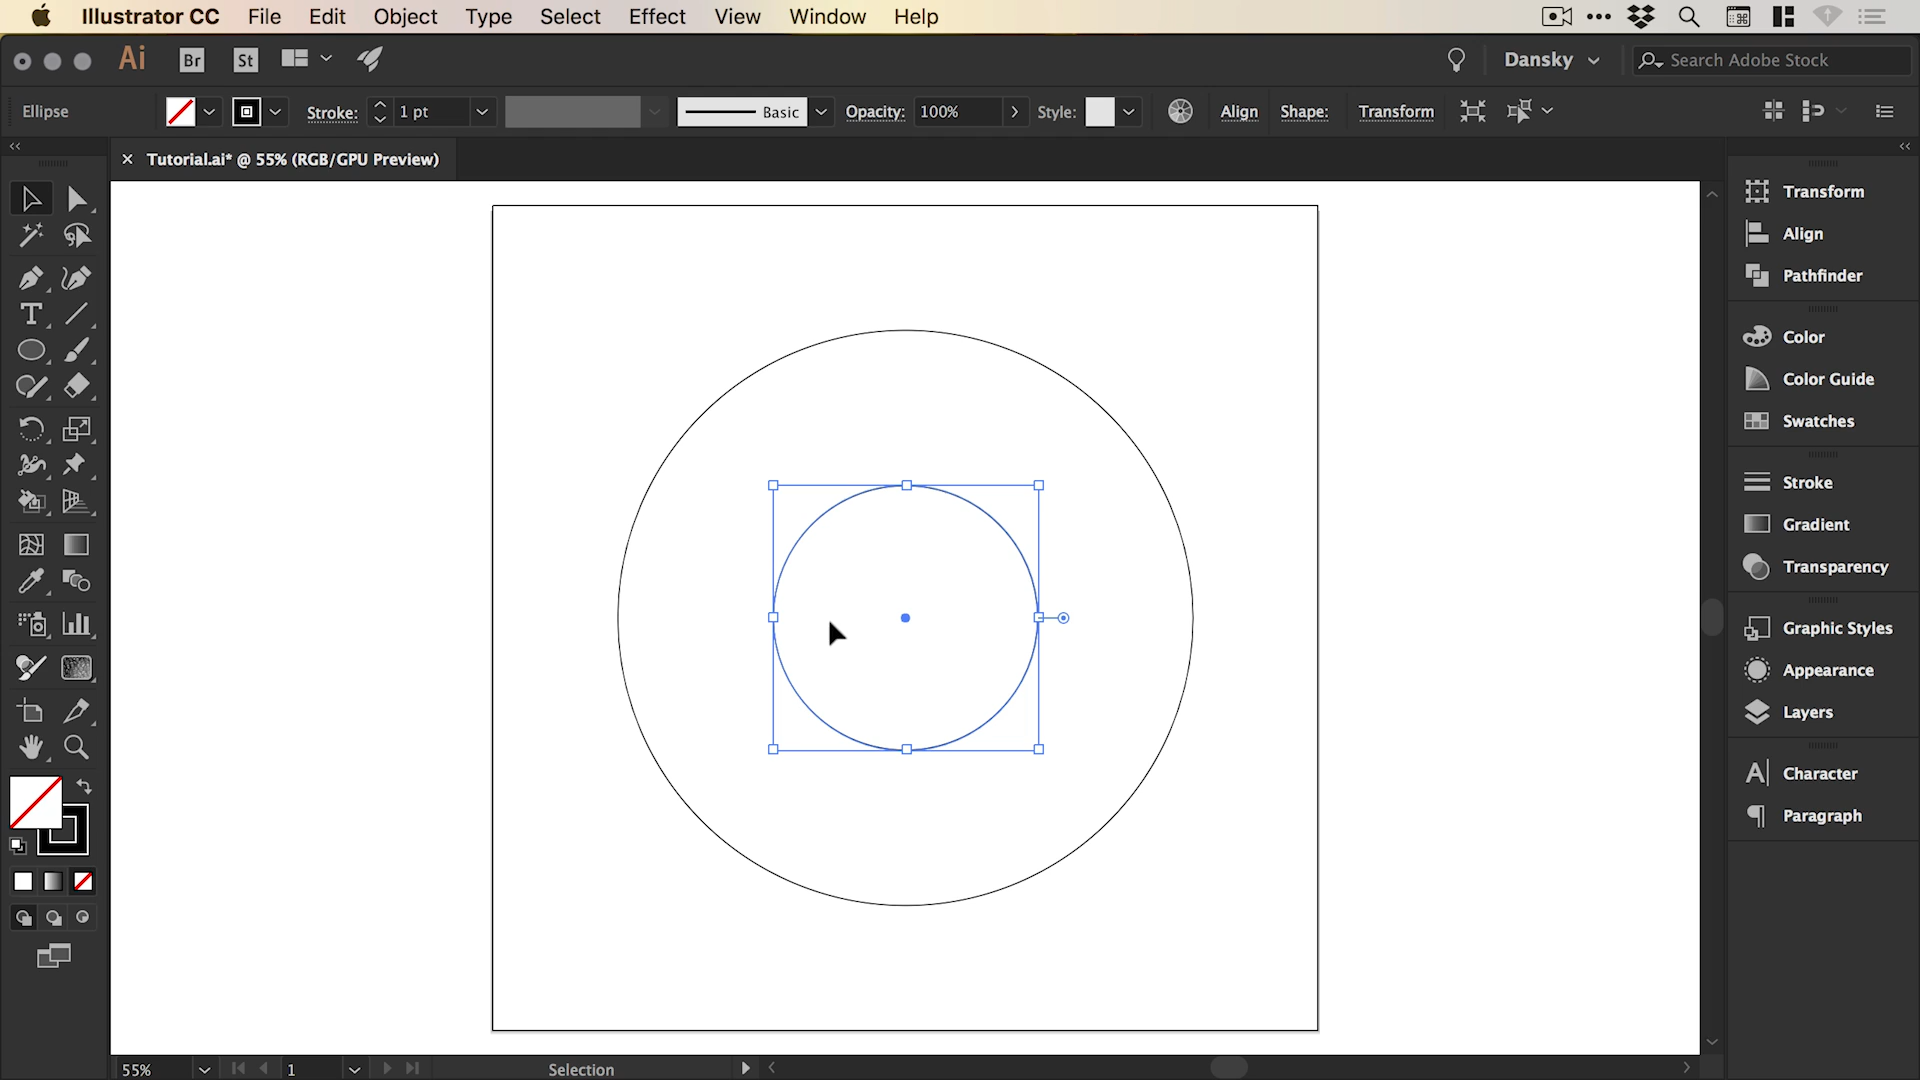 Illustrator CC File Edit Object Type Select Effect View Window Help
Ai Br St Dansky Search Adobe Stock
Ellipse Stroke: 1 pt Basic Opacity: 100% Style: Align Shape: Transform
Tutorial.ai* @ 55% (RGB/GPU Preview)
Transform
Align
Pathfinder
Color
Color Guide
Swatches
Stroke
Gradient
Transparency
Graphic Styles
Appearance
Layers
Character
Paragraph
55% 1 Selection